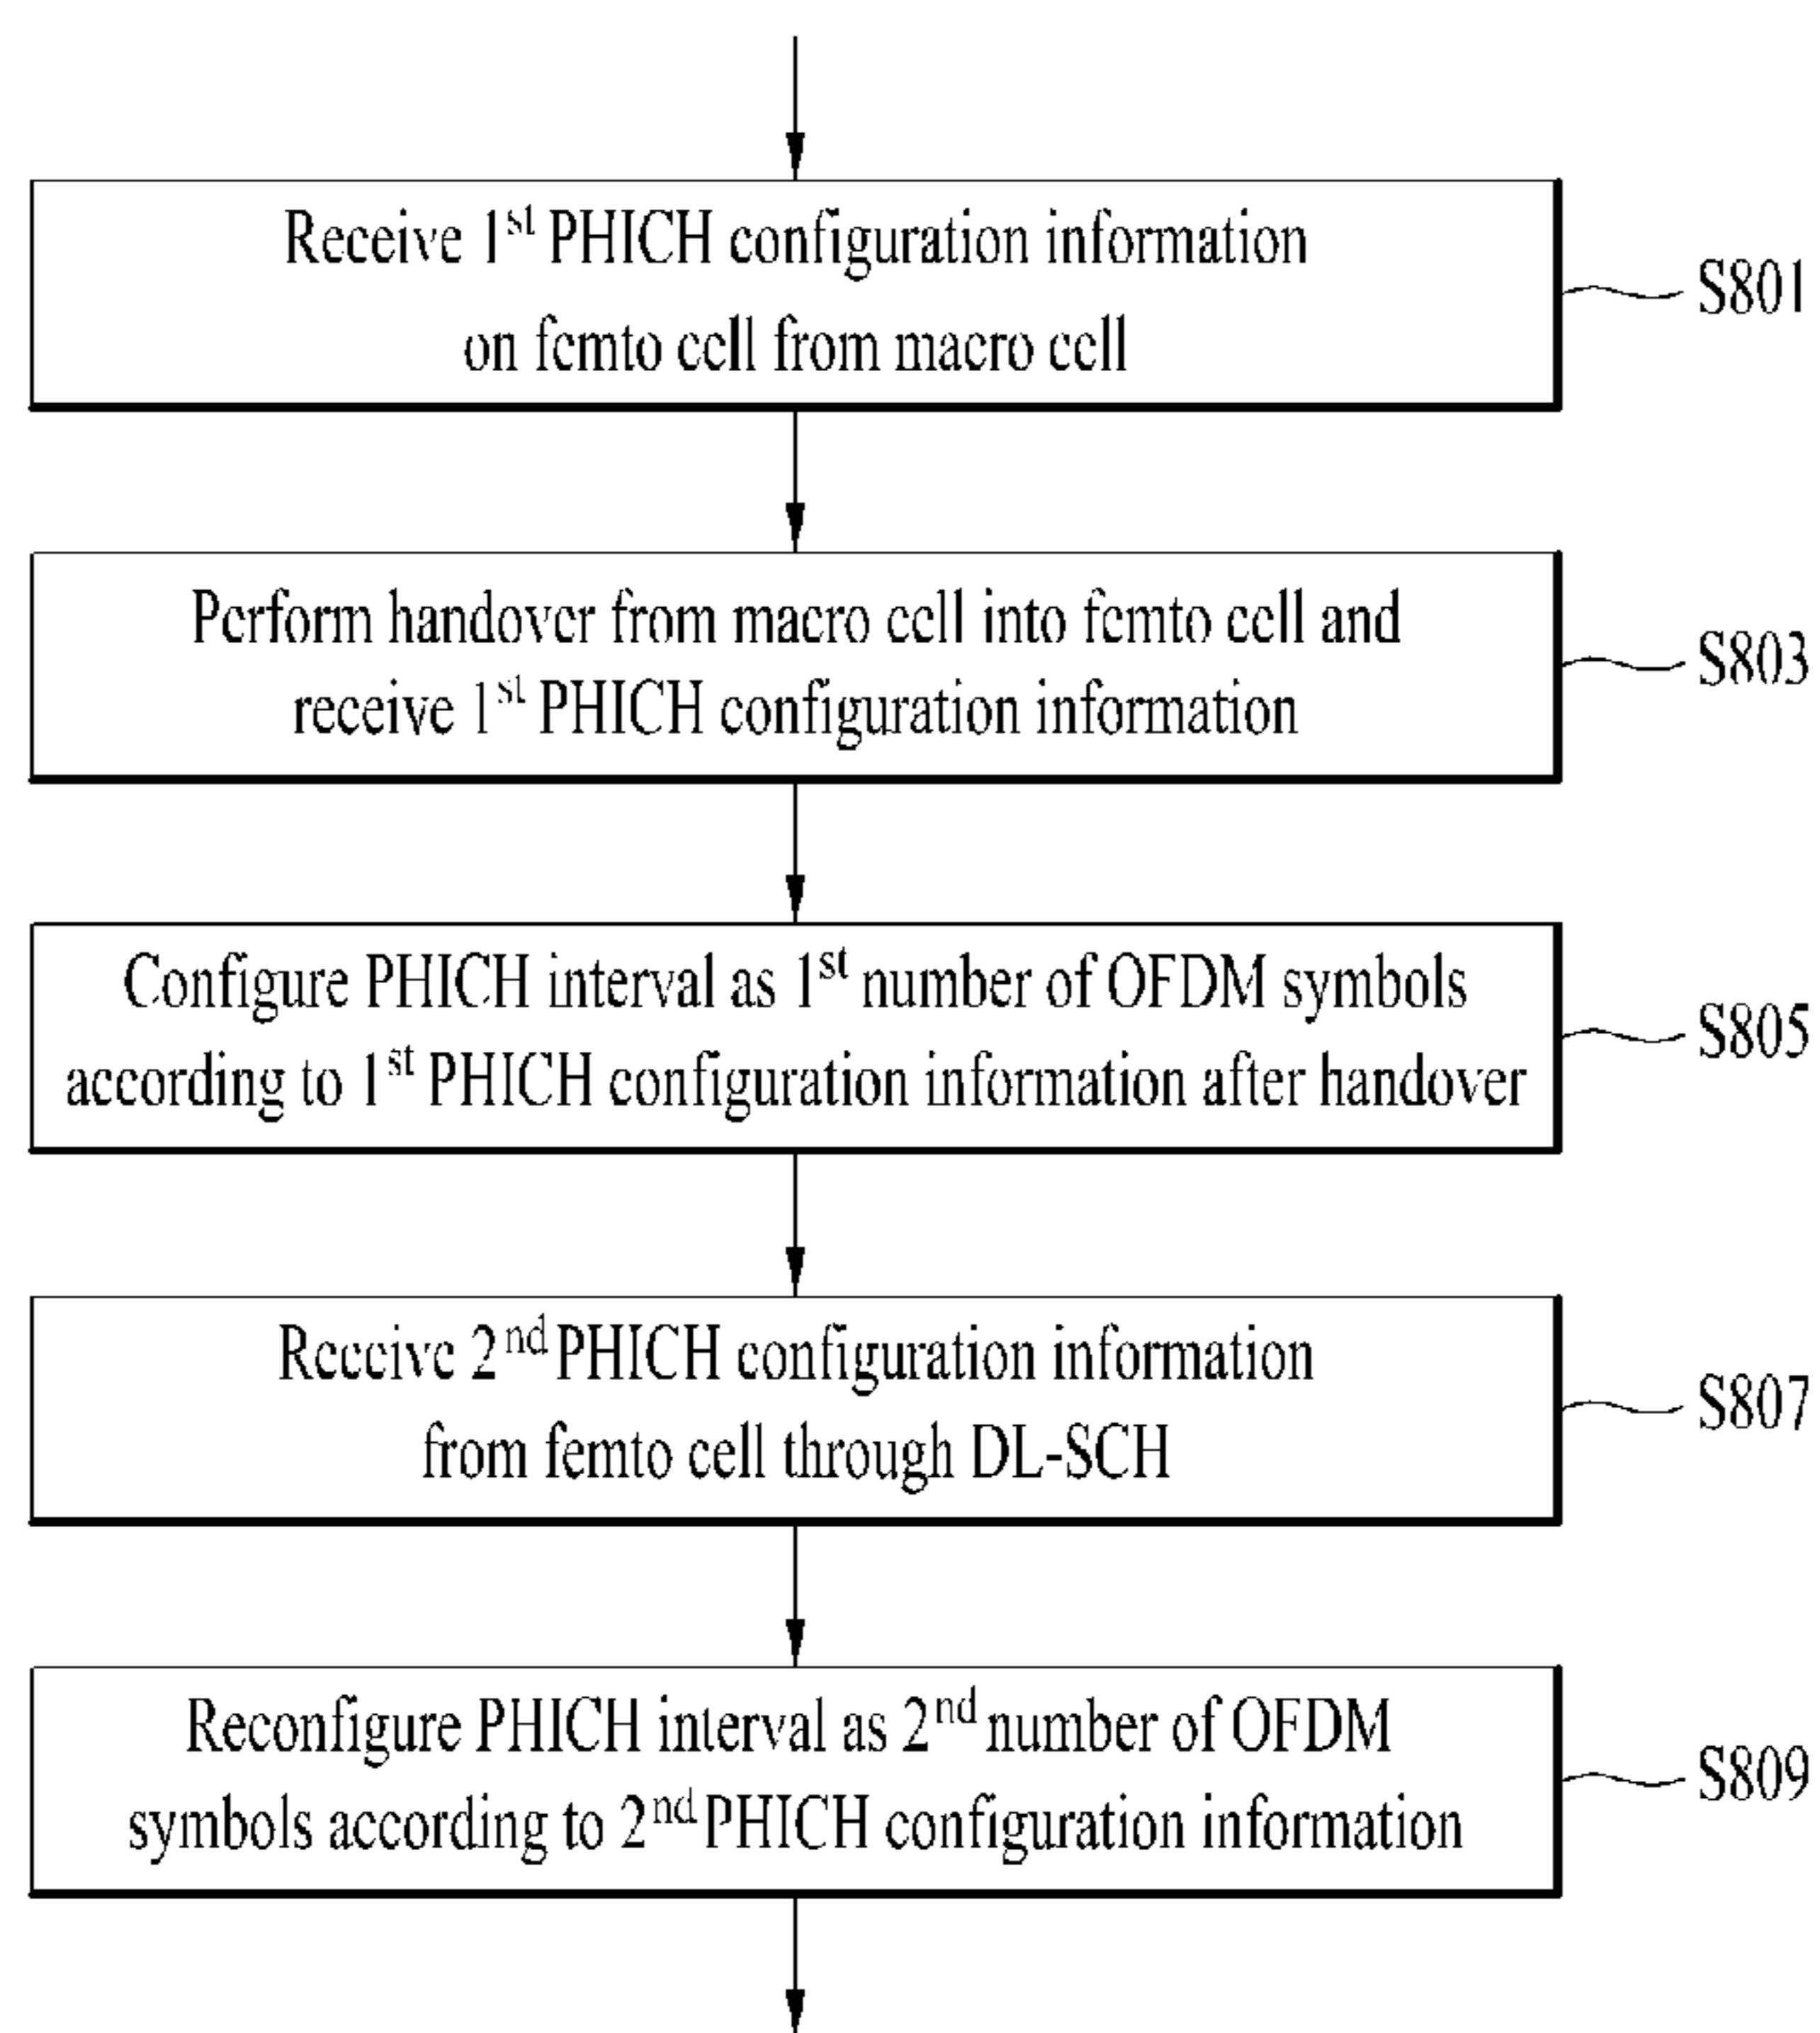 Receive 1st PHICH configuration information
on femto cell from macro cell
S801
Perform handover from macro cell into femto cell and
receive 1st PHICH configuration information
S803
Configure PHICH interval as 1st number of OFDM symbols
according to 1st PHICH configuration information after handover
S805
Receive 2nd PHICH configuration information
from femto cell through DL-SCH
S807
Reconfigure PHICH interval as 2nd number of OFDM
symbols according to 2nd PHICH configuration information
S809